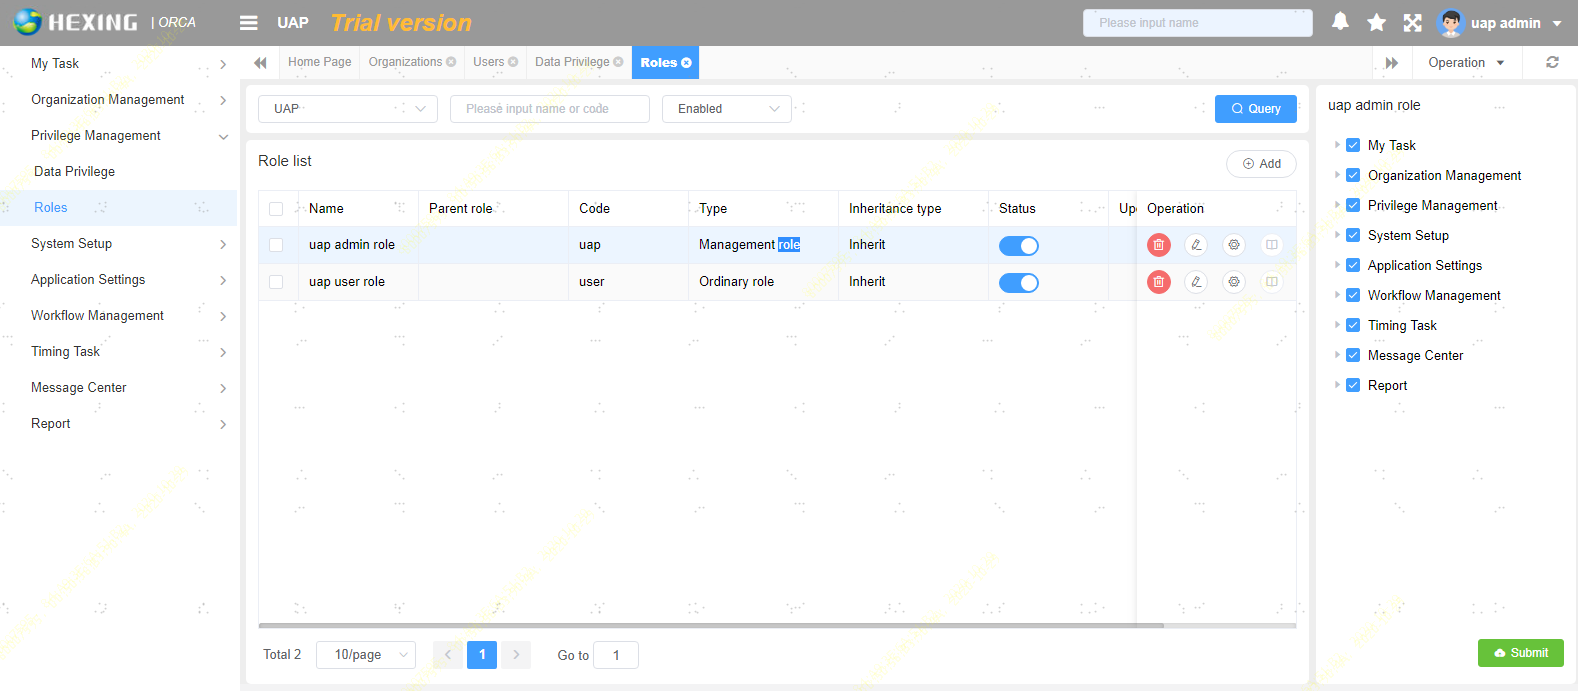 HEXING | ORCA
UAP
Trial version
Please input name
uap admin
My Task
Organization Management
Privilege Management
Data Privilege
Roles
System Setup
Application Settings
Workflow Management
Timing Task
Message Center
Report
Home Page
Organizations
Users
Data Privilege
Roles
Operation
UAP
Please input name or code
Enabled
Query
Role list
Add
Name Parent role Code Type Inheritance type Status Operation
uap admin role uap Management role Inherit
uap user role user Ordinary role Inherit
Total 2
10/page
1
Go to 1
uap admin role
My Task
Organization Management
Privilege Management
System Setup
Application Settings
Workflow Management
Timing Task
Message Center
Report
Submit